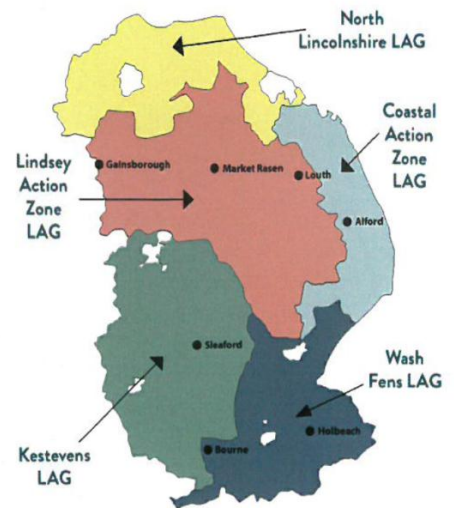 North
Lincolnshire LAG
Coastal
Action
Zone
LAG
Lindsey
Action
Zone
LAG
Gainsborough
Market Rasen
Louth
Alford
Sleaford
Wash
Fens LAG
Holbeach
Bourne
Kestevens
LAG